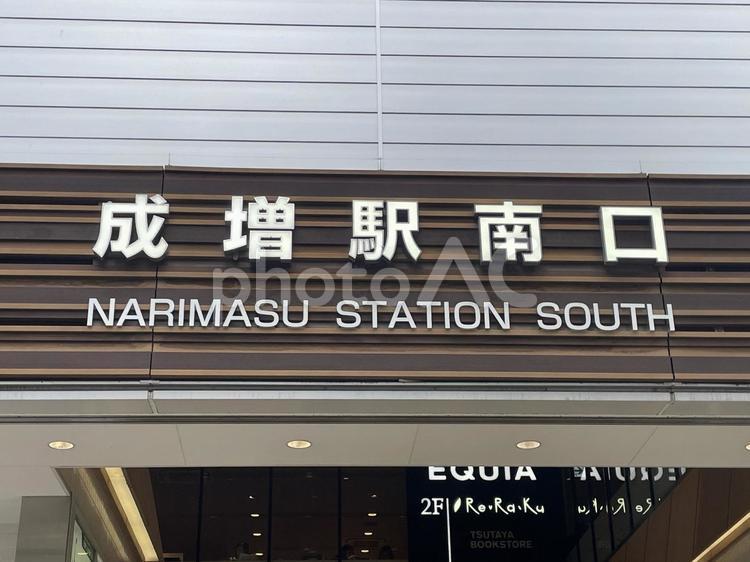 成増駅南口
photoAC
NARIMASU STATION SOUTH
EQUIA
2F Re.Ra.Ku
TSUTAYA
BOOKSTORE